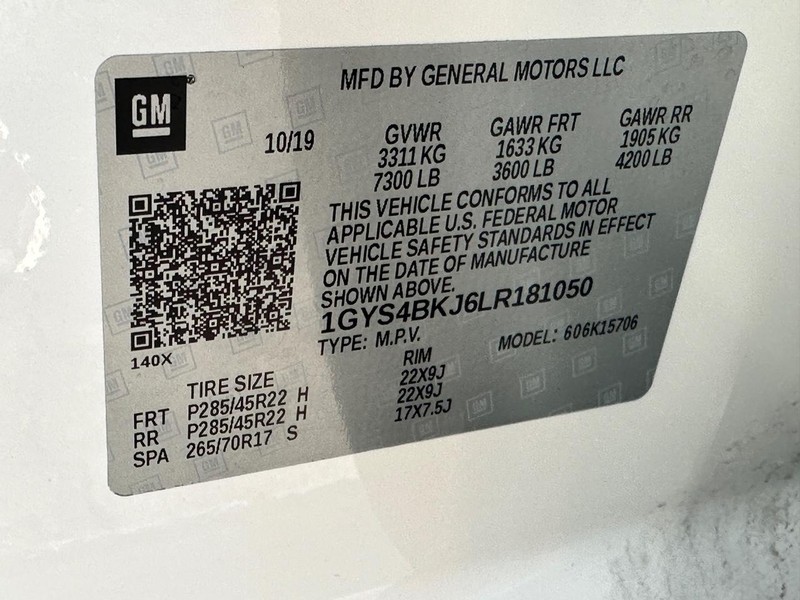 GM
MFD BY GENERAL MOTORS LLC
10/19
GVWR GAWR FRT GAWR RR
3311 KG 1633 KG 1905 KG
7300 LB 3600 LB 4200 LB
THIS VEHICLE CONFORMS TO ALL
APPLICABLE U.S. FEDERAL MOTOR
VEHICLE SAFETY STANDARDS IN EFFECT
ON THE DATE OF MANUFACTURE
SHOWN ABOVE.
1GYS4BKJ6LR181050
TYPE: M.P.V. MODEL: 606K15706
140X
TIRE SIZE RIM
FRT P285/45R22 H 22X9J
RR P285/45R22 H 22X9J
SPA 265/70R17 S 17X7.5J